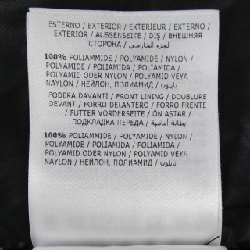 ESTERNO / EXTERIOR / EXTERIEUR / EXTERNO /
EXTERIOR / AUSSENSEITE / DIŞ / ВНЕШНЯЯ
СТОРОНА / الجزء الخارجي
100% POLIAMMIDE / POLYAMIDE / NYLON /
POLYAMIDE / POLIAMIDA / POLIAMIDA /
POLYAMID ODER NYLON / POLYAMID VEYA
NAYLON / НЕЙЛОН, ПОЛИАМИД / نايلون
FODERA DAVANTI / FRONT LINING / DOUBLURE
DEVANT / FORRO DELANTERO / FORRO FRENTE
/ FUTTER VORDERSEITE / ÖN ASTAR /
ПОДКЛАДКА ПЕРЕДА / بطانة أمامية
100% POLIAMMIDE / POLYAMIDE / NYLON /
POLYAMIDE / POLIAMIDA / POLIAMIDA /
POLYAMID ODER NYLON / POLYAMID VEYA
NAYLON / НЕЙЛОН, ПОЛИАМИД / نايلون